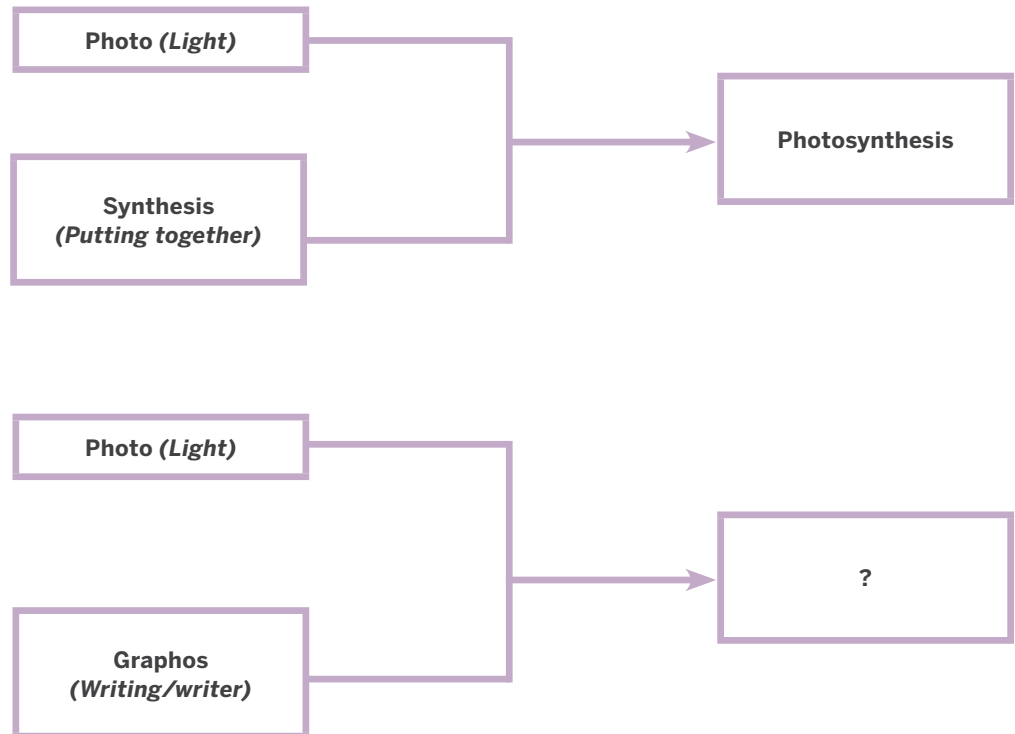 Photo (Light)
Synthesis
(Putting together)
Photosynthesis
Photo (Light)
Graphos
(Writing/writer)
?